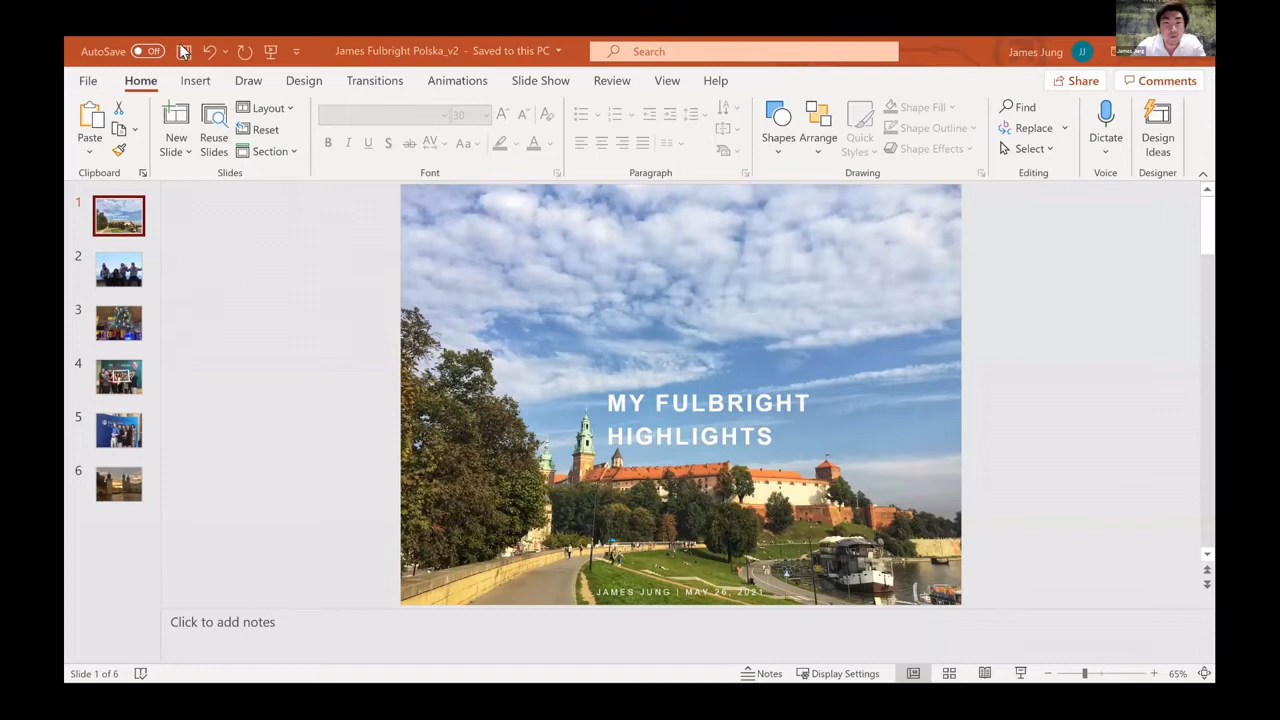 AutoSave Off
James Fulbright Polska_v2 - Saved to this PC
Search
James Jung JJ
James Jung
File Home Insert Draw Design Transitions Animations Slide Show Review View Help
Share Comments
Paste
Clipboard
New Slide
Reuse Slides
Layout
Reset
Section
Slides
30
Font
Paragraph
Shapes
Arrange
Quick Styles
Shape Fill
Shape Outline
Shape Effects
Drawing
Find
Replace
Select
Editing
Dictate
Voice
Design Ideas
Designer
1
2
3
4
5
6
MY FULBRIGHT
HIGHLIGHTS
JAMES JUNG | MAY 26, 2021
Click to add notes
Slide 1 of 6
Notes Display Settings 65%